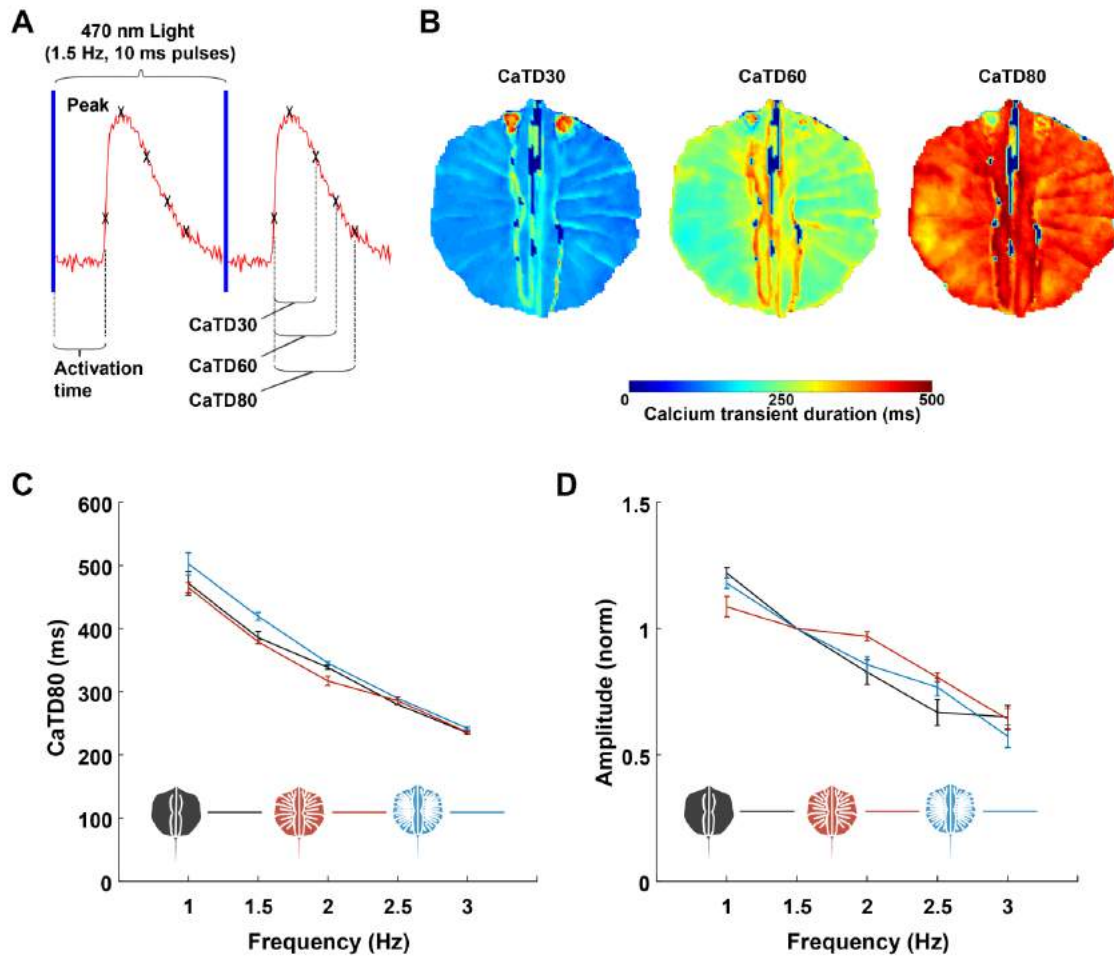 A
470 nm Light
(1.5 Hz, 10 ms pulses)
Peak
CaTD30
CaTD60
CaTD80
Activation
time
B
CaTD30
CaTD60
CaTD80
0
250
500
Calcium transient duration (ms)
C
600
500
400
300
200
100
0
CaTD80 (ms)
1
1.5
2
2.5
3
Frequency (Hz)
D
1.5
1
0.5
0
Amplitude (norm)
1
1.5
2
2.5
3
Frequency (Hz)